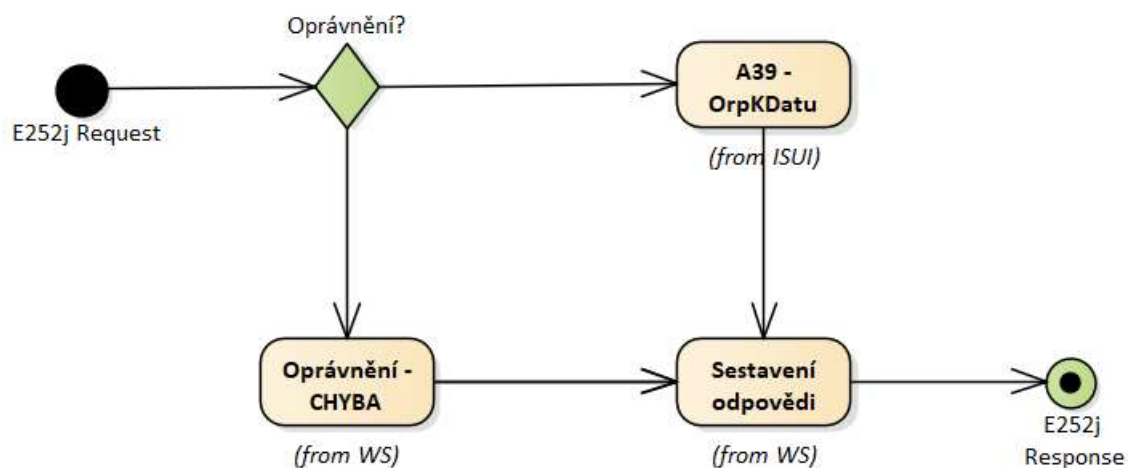 Oprávnění?
A39 -
OrpKDatu
E252j Request
(from ISUI)
Oprávnění -
CHYBA
Sestavení
odpovědi
(from WS)
(from WS)
E252j
Response